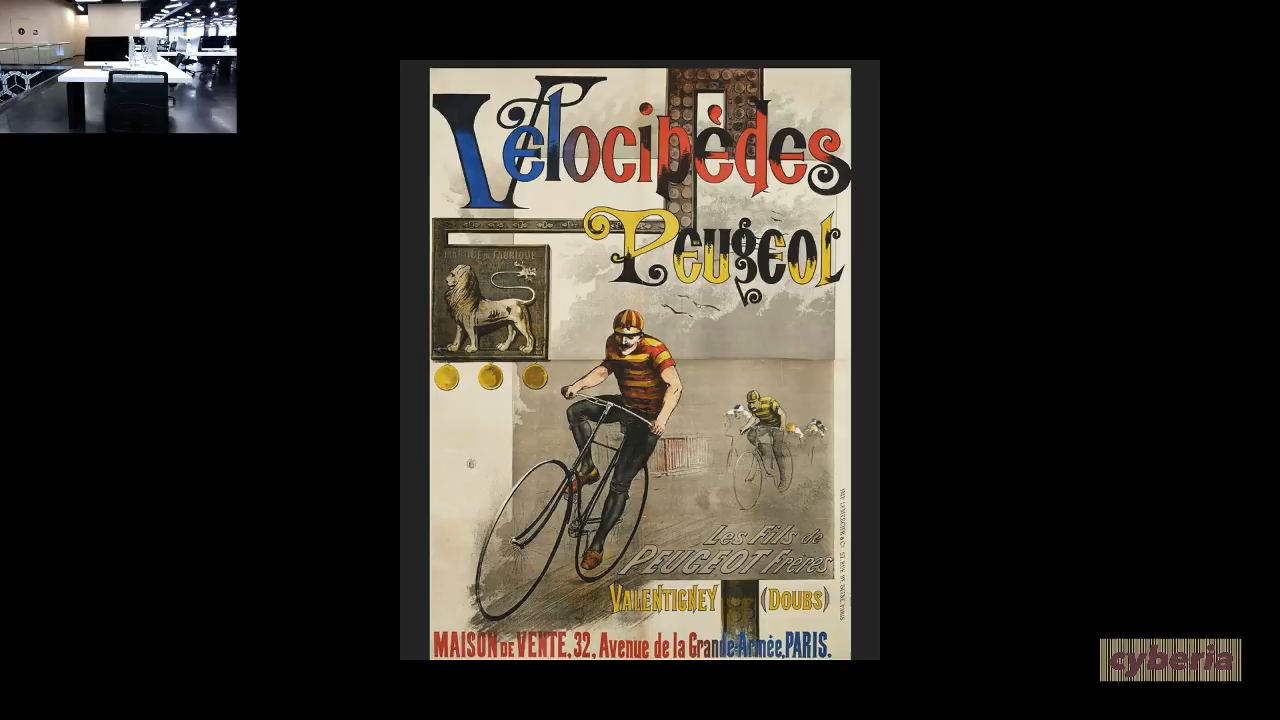 Vélocipèdes
Peugeot
MARQUE DE FABRIQUE
Les Fils de
PEUGEOT Frères
VALENTIGNEY (DOUBS)
MAISON DE VENTE, 32, Avenue de la Grande-Armée, PARIS.
cyberia